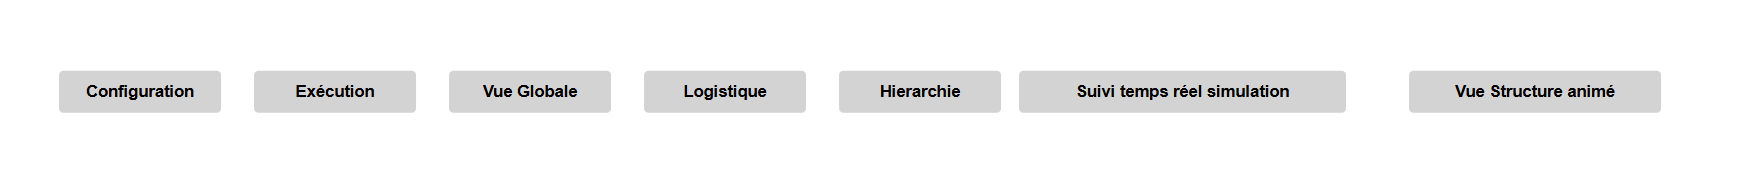 Configuration Exécution Vue Globale Logistique Hierarchie Suivi temps réel simulation Vue Structure animé